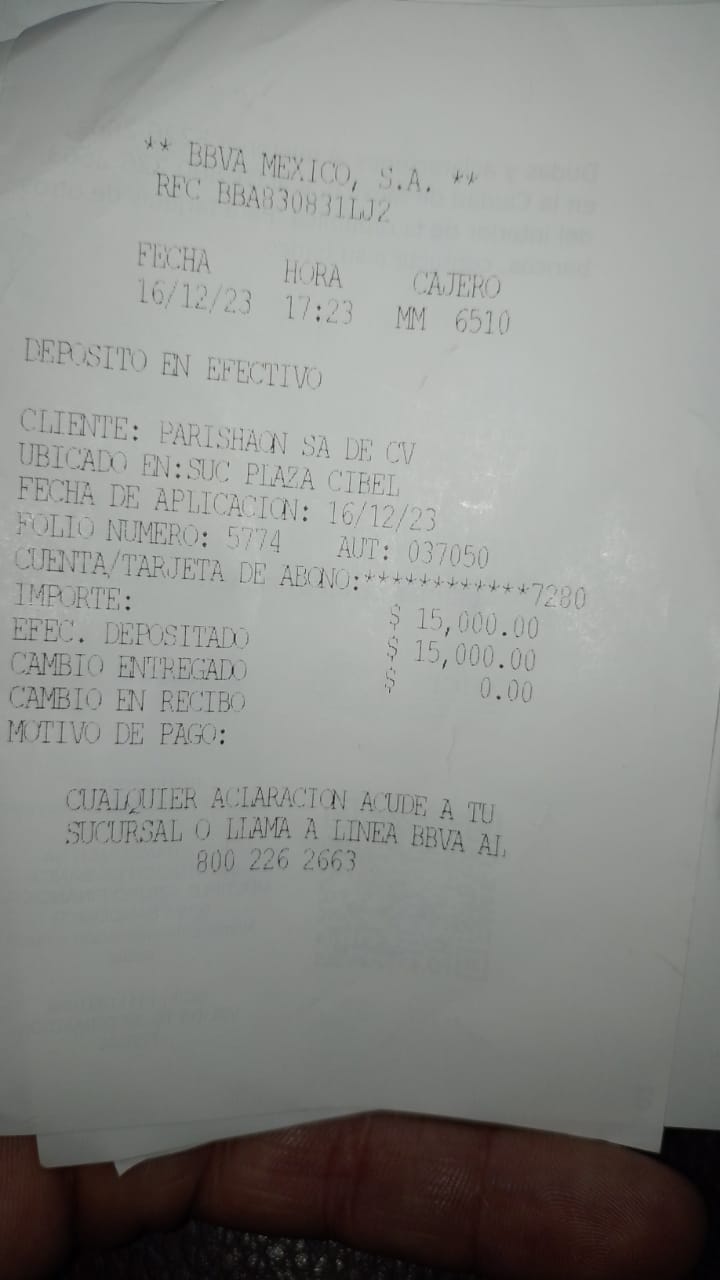 ** BBVA MEXICO, S.A. **
RFC BBA830831LJ2
FECHA HORA CAJERO
16/12/23 17:23 MM 6510
DEPOSITO EN EFECTIVO
CLIENTE: PARISHAON SA DE CV
UBICADO EN:SUC PLAZA CIBEL
FECHA DE APLICACION: 16/12/23
FOLIO NUMERO: 5774 AUT: 037050
CUENTA/TARJETA DE ABONO:************7280
IMPORTE: $ 15,000.00
EFEC. DEPOSITADO $ 15,000.00
CAMBIO ENTREGADO $ 0.00
CAMBIO EN RECIBO
MOTIVO DE PAGO:
CUALQUIER ACLARACION ACUDE A TU
SUCURSAL O LLAMA A LINEA BBVA AL
800 226 2663